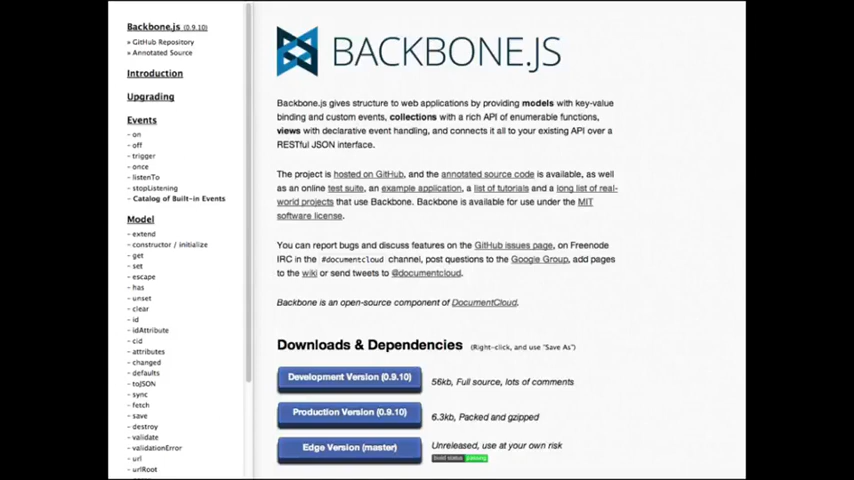 Backbone.js (0.9.10)
» GitHub Repository
» Annotated Source
Introduction
Upgrading
Events
- on
- off
- trigger
- once
- listenTo
- stopListening
- Catalog of Built-in Events
Model
- extend
- constructor / initialize
- get
- set
- escape
- has
- unset
- clear
- id
- idAttribute
- cid
- attributes
- changed
- defaults
- toJSON
- sync
- fetch
- save
- destroy
- validate
- validationError
- url
- urlRoot
BACKBONE.JS
Backbone.js gives structure to web applications by providing models with key-value
binding and custom events, collections with a rich API of enumerable functions,
views with declarative event handling, and connects it all to your existing API over a
RESTful JSON interface.
The project is hosted on GitHub, and the annotated source code is available, as well
as an online test suite, an example application, a list of tutorials and a long list of real-
world projects that use Backbone. Backbone is available for use under the MIT
software license.
You can report bugs and discuss features on the GitHub issues page, on Freenode
IRC in the #documentcloud channel, post questions to the Google Group, add pages
to the wiki or send tweets to @documentcloud.
Backbone is an open-source component of DocumentCloud.
Downloads & Dependencies (Right-click, and use "Save As")
Development Version (0.9.10) 56kb, Full source, lots of comments
Production Version (0.9.10) 6.3kb, Packed and gzipped
Edge Version (master) Unreleased, use at your own risk
build status passing